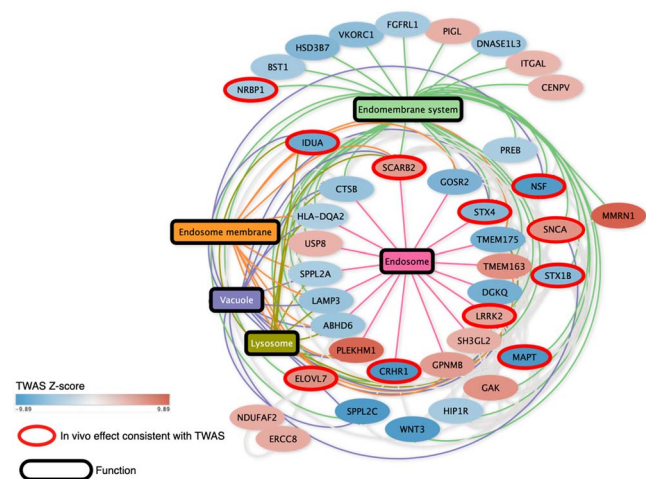 FGFRL1
VKORC1
PIGL
HSD3B7
DNASE1L3
BST1
ITGAL
NRBP1
CENPV
Endomembrane system
IDUA
PREB
SCARB2
CTSB
GOSR2
NSF
HLA-DQA2
STX4
MMRN1
Endosome membrane
USP8
TMEM175
SNCA
Endosome
TMEM163
SPPL2A
STX1B
Vacuole
LAMP3
DGKQ
ABHD6
LRRK2
Lysosome
SH3GL2
PLEKHM1
MAPT
CRHR1
GPNMB
ELOVL7
GAK
TWAS Z-score
-9.89 9.89
SPPL2C
HIP1R
NDUFAF2
WNT3
In vivo effect consistent with TWAS
ERCC8
Function